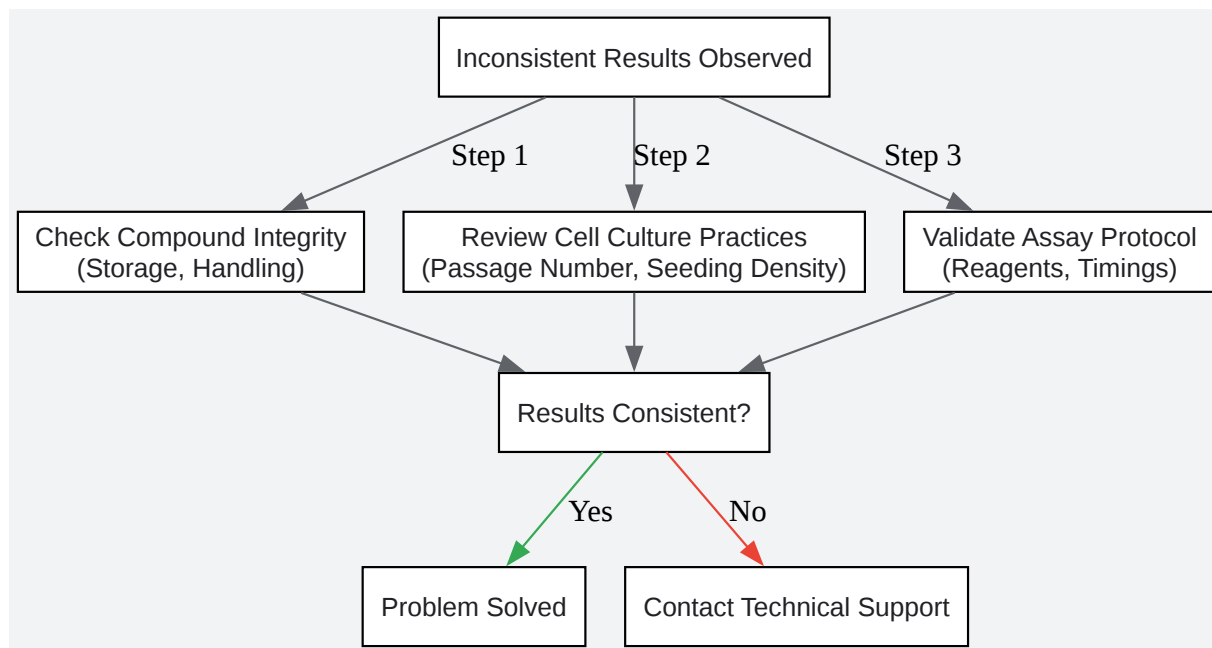 Inconsistent Results Observed
Step 1
Step 2
Step 3
Check Compound Integrity
(Storage, Handling)
Review Cell Culture Practices
(Passage Number, Seeding Density)
Validate Assay Protocol
(Reagents, Timings)
Results Consistent?
Yes
No
Problem Solved
Contact Technical Support